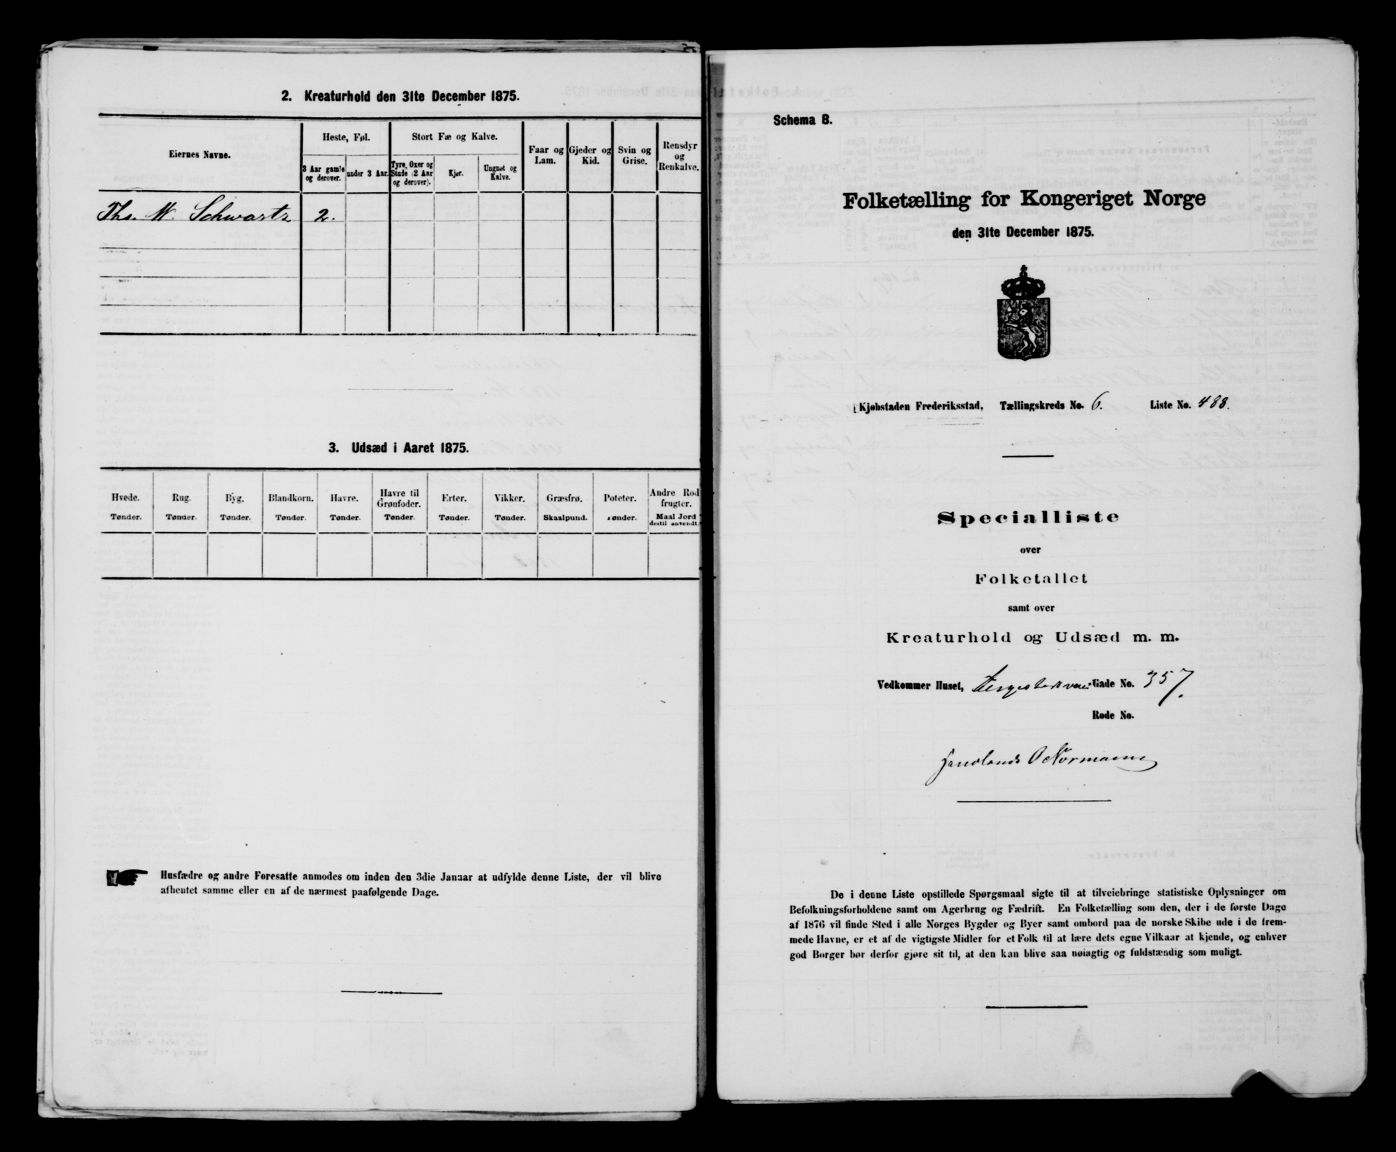 2. Kreaturhold den 31te December 1875.
Eiernes Navne.
Heste, Føl.
Stort Fæ og Kalve.
Faar og Lam.
Gjeder og Kid.
Svin og Grise.
Rensdyr og Renkalve.
3 Aar gamle og derover.
under 3 Aar.
Tyre, Oxer og Stude (2 Aar og derover).
Kjør.
Ungnøt og Kalve.
Ths. W. Schwartz 2.
3. Udsæd i Aaret 1875.
Hvede. Rug. Byg. Blandkorn. Havre. Havre til Grønfoder. Erter. Vikker. Græsfrø. Poteter. Andre Rodfrugter.
Tønder. Tønder. Tønder. Tønder. Tønder. Tønder. Tønder. Tønder. Skaalpund. Tønder. Maal Jord dertil anvendt.
Husfædre og andre Foresatte anmodes om inden den 3die Januar at udfylde denne Liste, der vil blive
afhentet samme eller en af de nærmest paafølgende Dage.
Schema B.
Folketælling for Kongeriget Norge
den 31te December 1875.
i Kjøbstaden Frederiksstad, Tællingskreds No. 6. Liste No. 488.
Specialliste
over
Folketallet
samt over
Kreaturhold og Udsæd m. m.
Vedkommer Huset, Gade No. 357.
Rode No.
De i denne Liste opstillede Spørgsmaal sigte til at tilveiebringe statistiske Oplysninger om
Befolkningsforholdene samt om Agerbrug og Fædrift. En Folketælling som den, der i de første Dage
af 1876 vil finde Sted i alle Norges Bygder og Byer samt ombord paa de norske Skibe ude i de frem-
mede Havne, er et af de vigtigste Midler for et Folk til at lære dets egne Vilkaar at kjende, og enhver
god Borger bør derfor gjøre sit til, at den kan blive saa nøiagtig og fuldstændig som muligt.